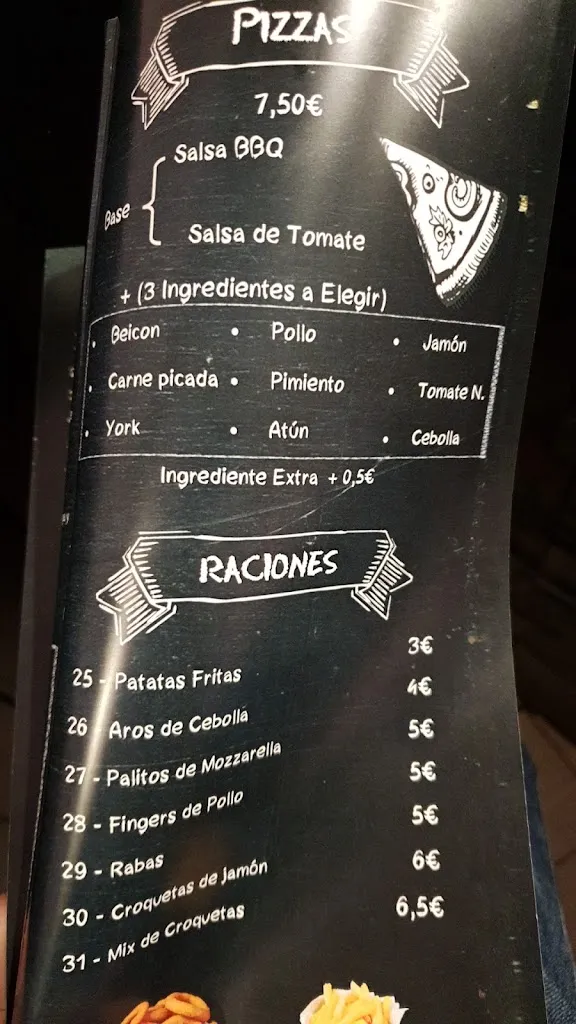 PIZZAS
7,50€
Salsa BBQ
Base
Salsa de Tomate
+ (3 Ingredientes a Elegir)
• Beicon • Pollo • Jamón
• Carne picada • Pimiento • Tomate N.
• York • Atún • Cebolla
Ingrediente Extra + 0,5€
RACIONES
25 - Patatas Fritas 3€
26 - Aros de Cebolla 4€
27 - Palitos de Mozzarella 5€
28 - Fingers de Pollo 5€
29 - Rabas 5€
30 - Croquetas de Jamón 6€
31 - Mix de Croquetas 6,5€